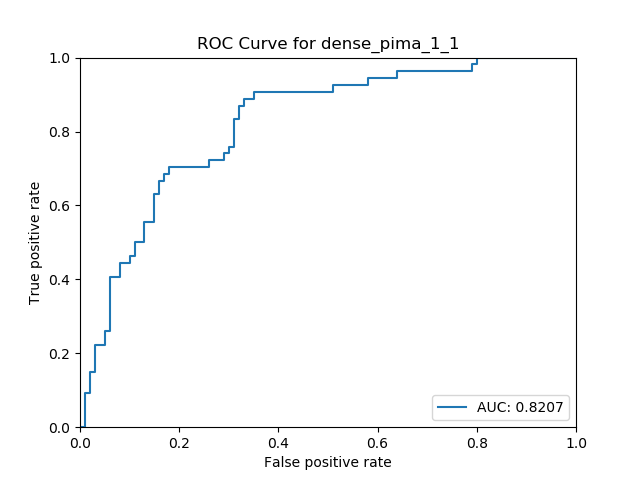 ROC Curve for dense_pima_1_1
True positive rate
1.0
0.8
0.6
0.4
0.2
0.0
AUC: 0.8207
0.0 0.2 0.4 0.6 0.8 1.0
False positive rate